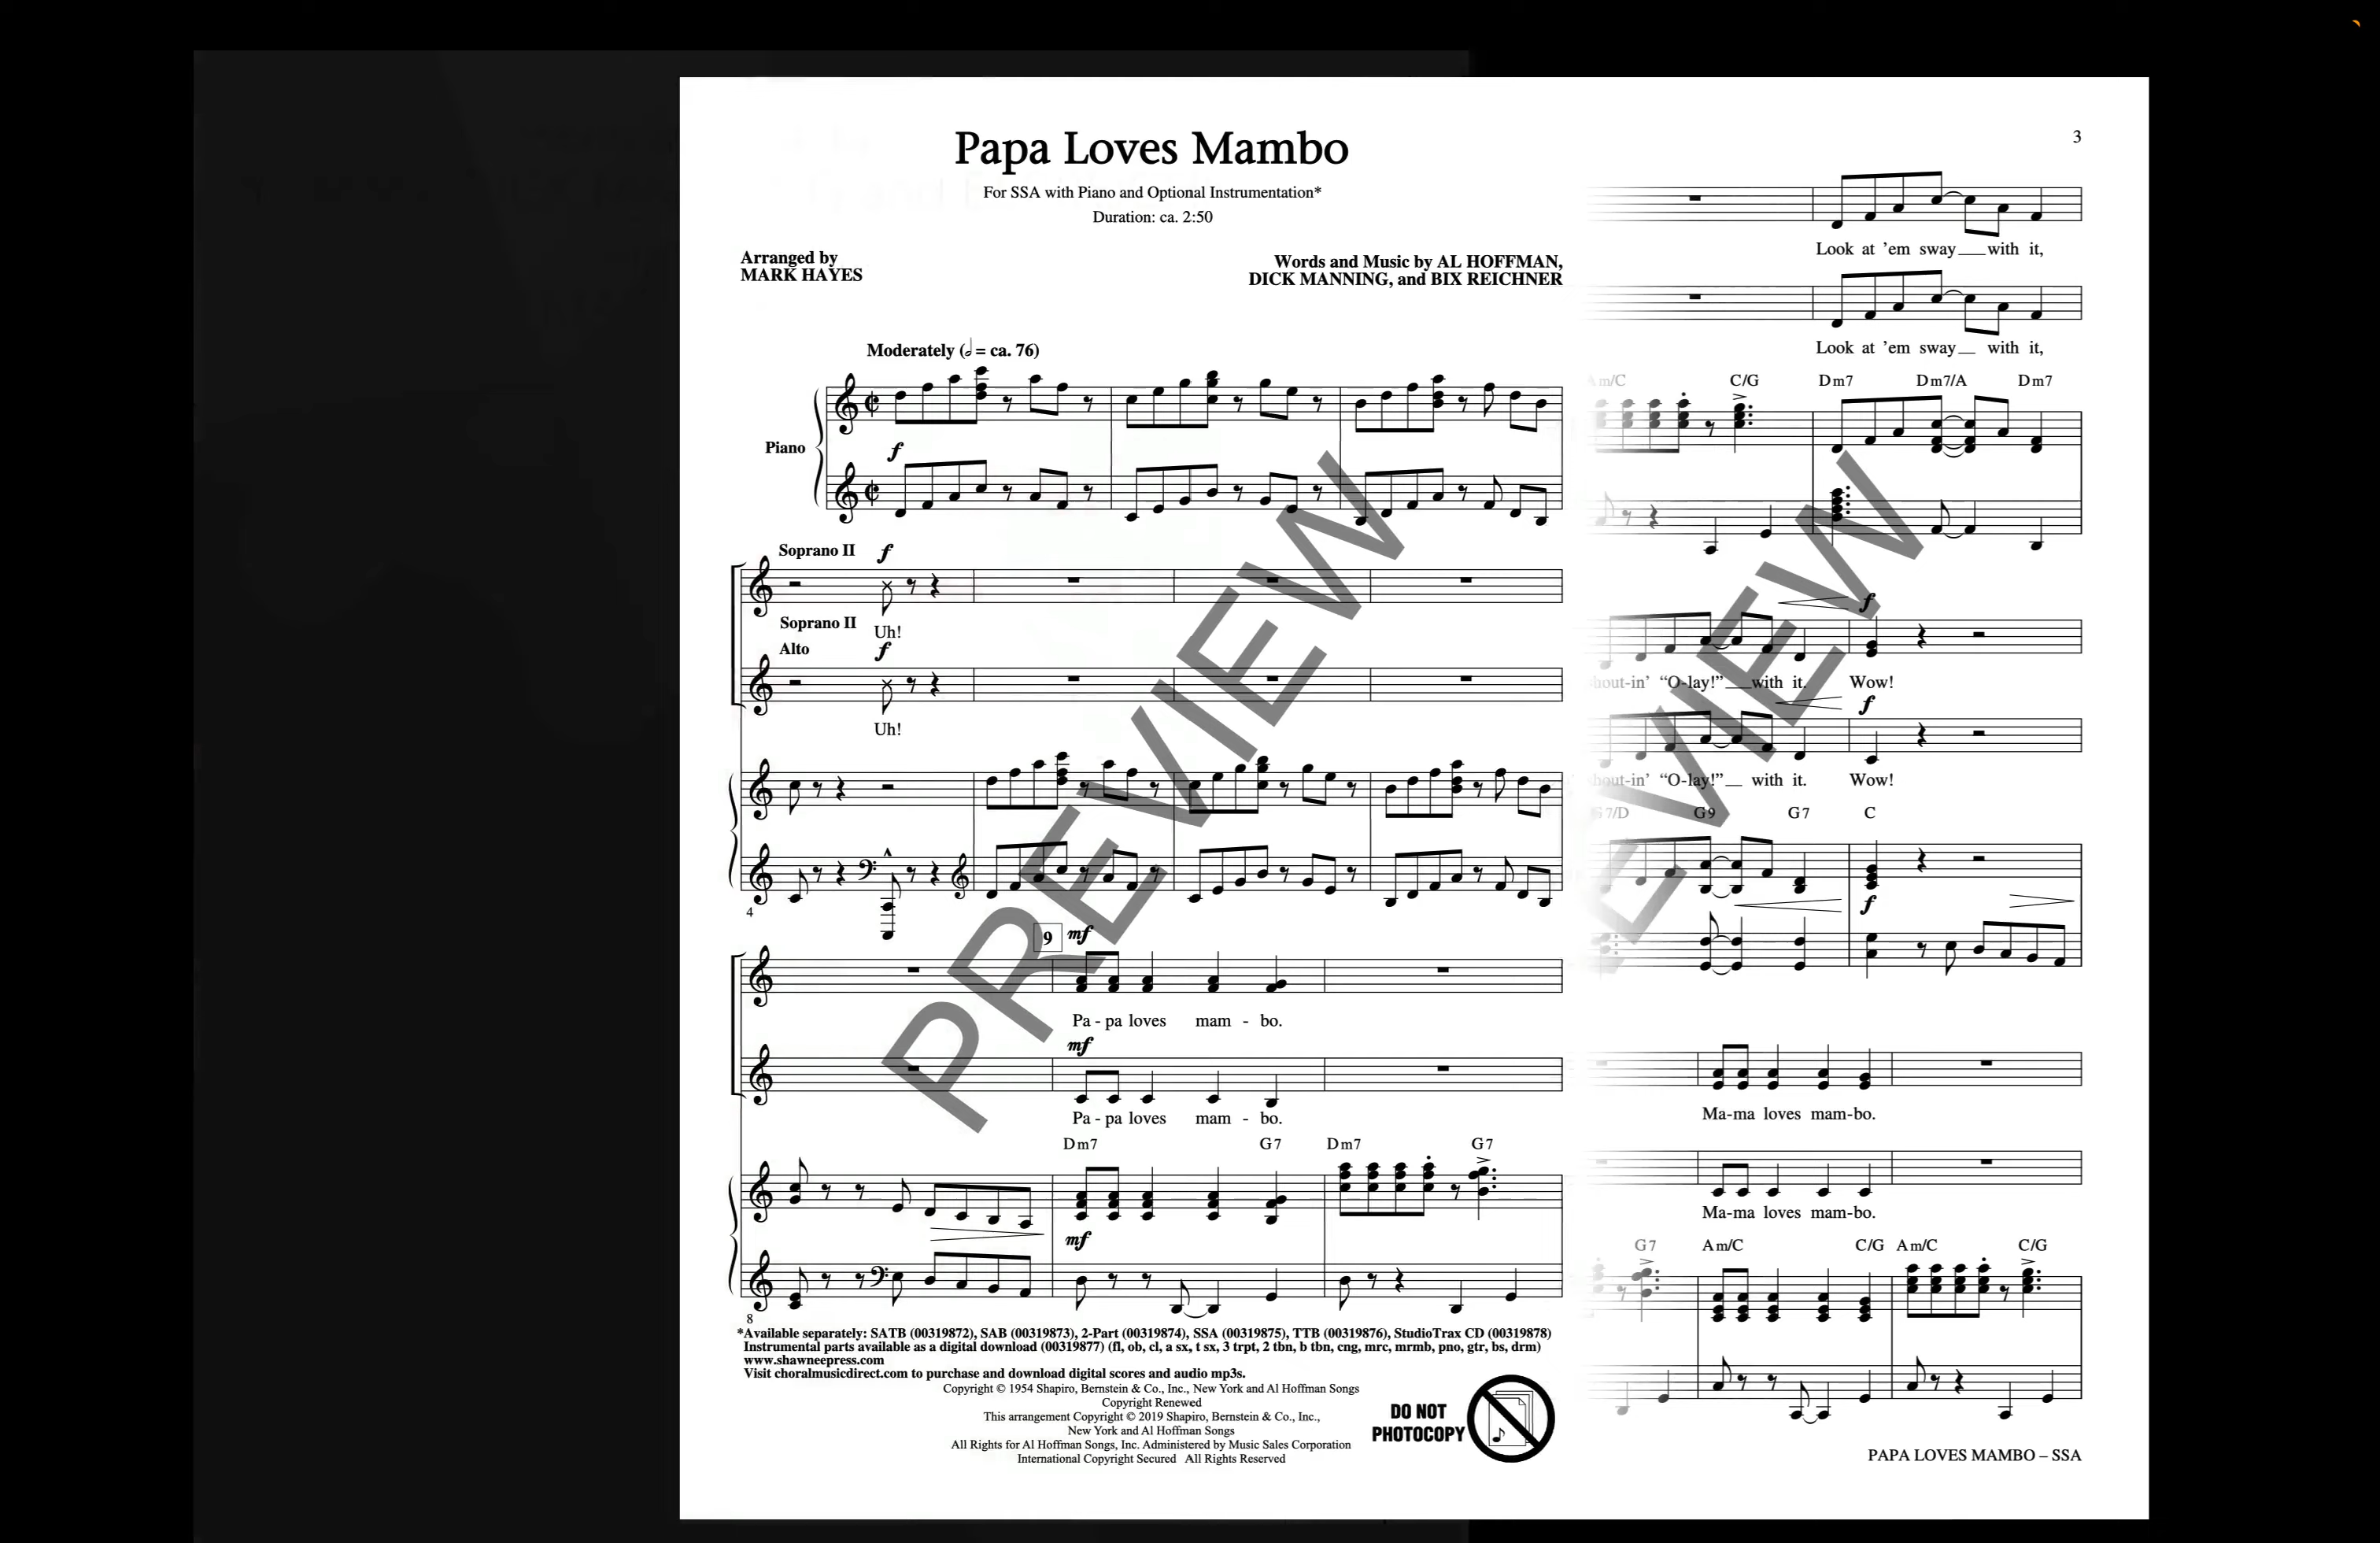 Papa Loves Mambo
For SSA with Piano and Optional Instrumentation*
Duration: ca. 2:50
Arranged by
MARK HAYES
Words and Music by AL HOFFMAN,
DICK MANNING, and BIX REICHNER
Moderately (𝅗𝅥 = ca. 76)
Piano
f
Soprano II f
Uh!
Soprano II
Alto f
Uh!
4
9 mf
Pa - pa loves mam - bo.
mf
Pa - pa loves mam - bo.
Dm7 G7 Dm7 G7
mf
8
*Available separately: SATB (00319872), SAB (00319873), 2-Part (00319874), SSA (00319875), TTB (00319876), StudioTrax CD (00319878)
Instrumental parts available as a digital download (00319877) (fl, ob, cl, a sx, t sx, 3 trpt, 2 tbn, b tbn, cng, mrc, mrmb, pno, gtr, bs, drm)
www.shawneepress.com
Visit choralmusicdirect.com to purchase and download digital scores and audio mp3s.
Copyright © 1954 Shapiro, Bernstein & Co., Inc., New York and Al Hoffman Songs
Copyright Renewed
This arrangement Copyright © 2019 Shapiro, Bernstein & Co., Inc.,
New York and Al Hoffman Songs
All Rights for Al Hoffman Songs, Inc. Administered by Music Sales Corporation
International Copyright Secured All Rights Reserved
DO NOT
PHOTOCOPY
PREVIEW
3
Look at ’em sway with it,
Look at ’em sway with it,
Am/C C/G Dm7 Dm7/A Dm7
f
“O-lay!” with it. Wow!
f
“O-lay!” with it. Wow!
G7/D G9 G7 C
f
Ma-ma loves mam-bo.
Ma-ma loves mam-bo.
G7 Am/C C/G Am/C C/G
PAPA LOVES MAMBO – SSA